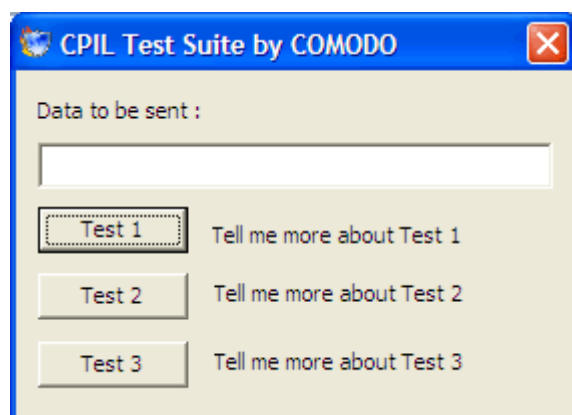 CPIL Test Suite by COMODO
Data to be sent :
Test 1 Tell me more about Test 1
Test 2 Tell me more about Test 2
Test 3 Tell me more about Test 3